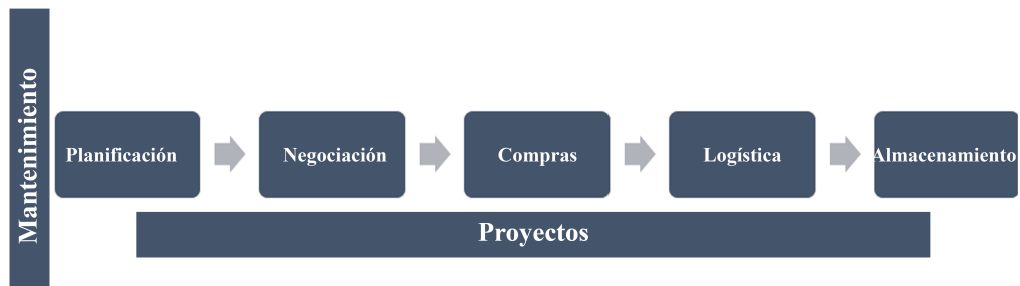 Mantenimiento
Planificación
Negociación
Compras
Logística
Almacenamiento
Proyectos